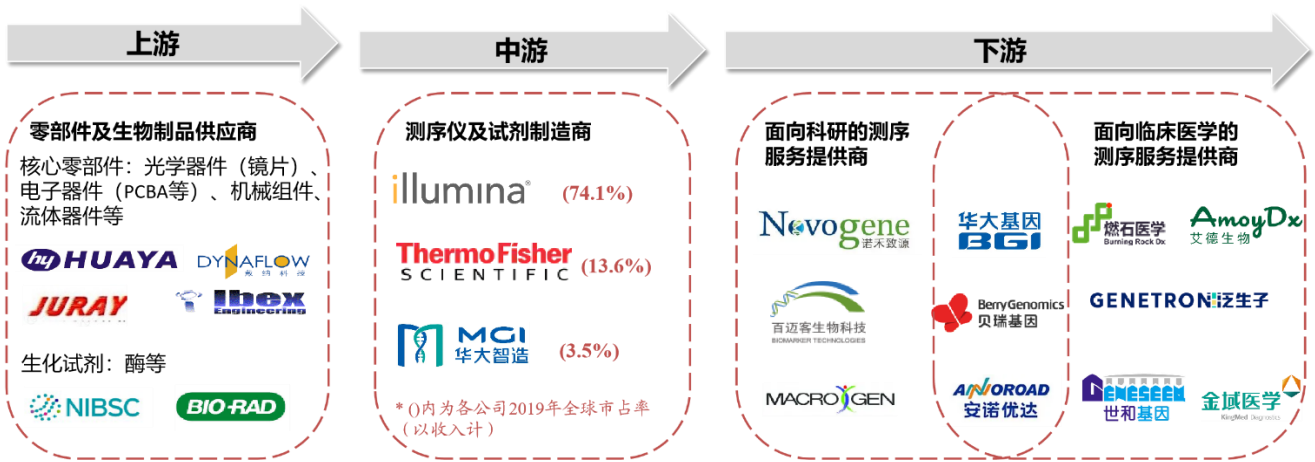 上游
中游
下游
零部件及生物制品供应商
核心零部件：光学器件（镜片）、
电子器件（PCBA等）、机械组件、
流体器件等
hy HUAYA
DYNAFLOW
JURAY
Ibex
Engineering
生化试剂：酶等
NIBSC
BIO-RAD
测序仪及试剂制造商
illumina®
(74.1%)
ThermoFisher
SCIENTIFIC
(13.6%)
MGI
华大智造
(3.5%)
* ()内为各公司2019年全球市占率
（以收入计）
面向科研的测序
服务提供商
Novogene
诺禾致源
百迈客生物科技
BIOMARKER TECHNOLOGIES
MACROGEN
华大基因
BGI
BerryGenomics
贝瑞基因
ANNOROAD
安诺优达
面向临床医学的
测序服务提供商
燃石医学
Burning Rock Dx
AmoyDx
艾德生物
GENETRON泛生子
GENESEEQ
世和基因
金域医学
KingMed Diagnostics